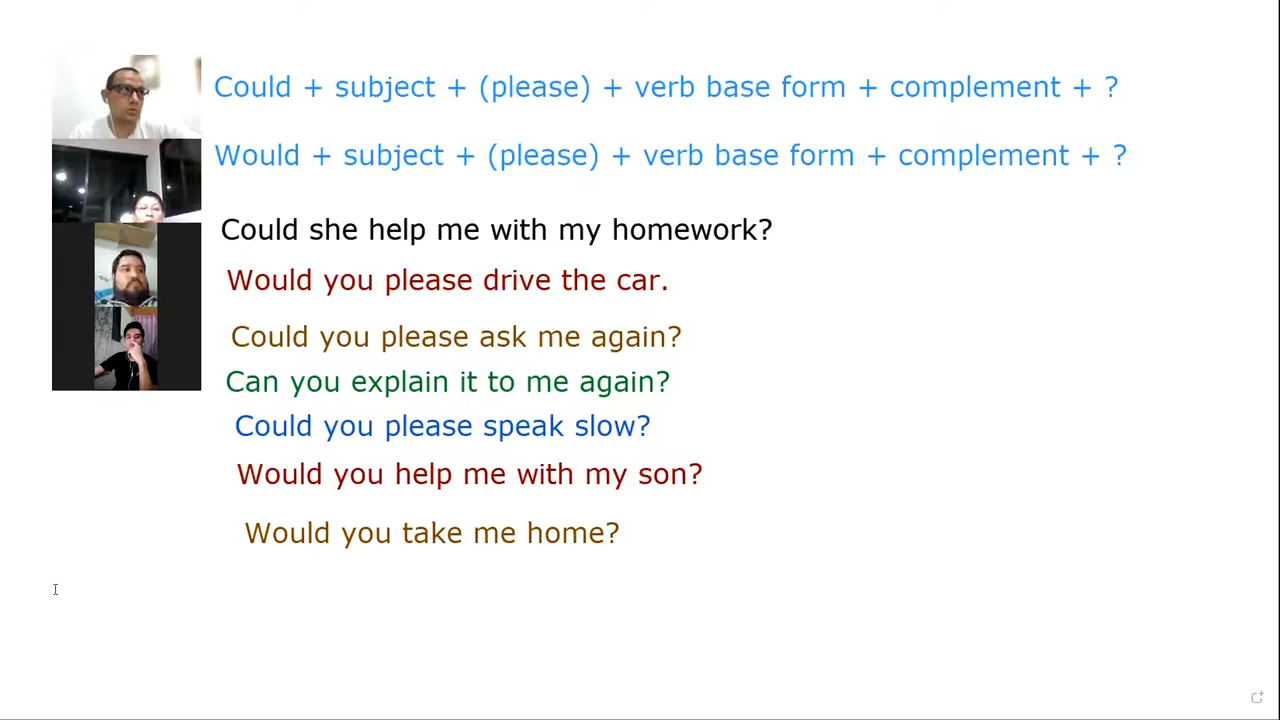 Could + subject + (please) + verb base form + complement + ?
Would + subject + (please) + verb base form + complement + ?
Could she help me with my homework?
Would you please drive the car.
Could you please ask me again?
Can you explain it to me again?
Could you please speak slow?
Would you help me with my son?
Would you take me home?